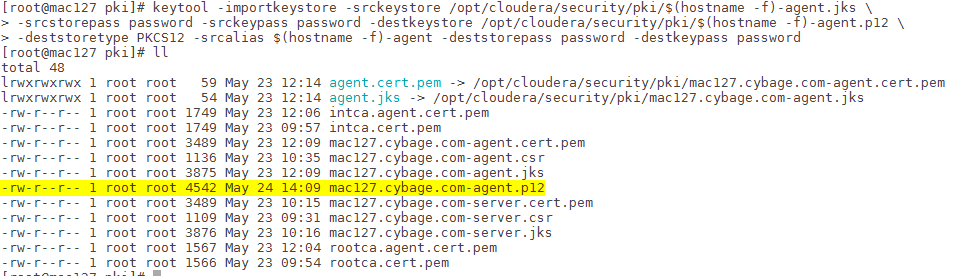 [root@mac127 pki]# keytool -importkeystore -srckeystore /opt/cloudera/security/pki/$(hostname -f)-agent.jks \
> -srcstorepass password -srckeypass password -destkeystore /opt/cloudera/security/pki/$(hostname -f)-agent.p12 \
> -deststoretype PKCS12 -srcalias $(hostname -f)-agent -deststorepass password -destkeypass password
[root@mac127 pki]# ll
total 48
lrwxrwxrwx 1 root root   59 May 23 12:14 agent.cert.pem -> /opt/cloudera/security/pki/mac127.cybage.com-agent.cert.pem
lrwxrwxrwx 1 root root   54 May 23 12:14 agent.jks -> /opt/cloudera/security/pki/mac127.cybage.com-agent.jks
-rw-r--r-- 1 root root 1749 May 23 12:06 intca.agent.cert.pem
-rw-r--r-- 1 root root 1749 May 23 09:57 intca.cert.pem
-rw-r--r-- 1 root root 3489 May 23 12:09 mac127.cybage.com-agent.cert.pem
-rw-r--r-- 1 root root 1136 May 23 10:35 mac127.cybage.com-agent.csr
-rw-r--r-- 1 root root 3875 May 23 12:09 mac127.cybage.com-agent.jks
-rw-r--r-- 1 root root 4542 May 24 14:09 mac127.cybage.com-agent.p12
-rw-r--r-- 1 root root 3489 May 23 10:15 mac127.cybage.com-server.cert.pem
-rw-r--r-- 1 root root 1109 May 23 09:31 mac127.cybage.com-server.csr
-rw-r--r-- 1 root root 3876 May 23 10:16 mac127.cybage.com-server.jks
-rw-r--r-- 1 root root 1567 May 23 12:04 rootca.agent.cert.pem
-rw-r--r-- 1 root root 1567 May 23 09:54 rootca.cert.pem
[root@mac127 pki]#